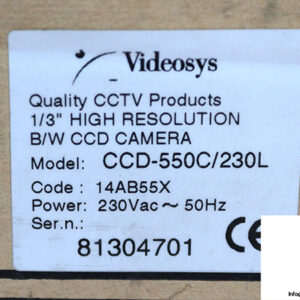 Videosys
Quality CCTV Products
1/3" HIGH RESOLUTION
B/W CCD CAMERA
Model: CCD-550C/230L
Code : 14AB55X
Power: 230Vac ~ 50Hz
Ser.n.:
81304701
CE